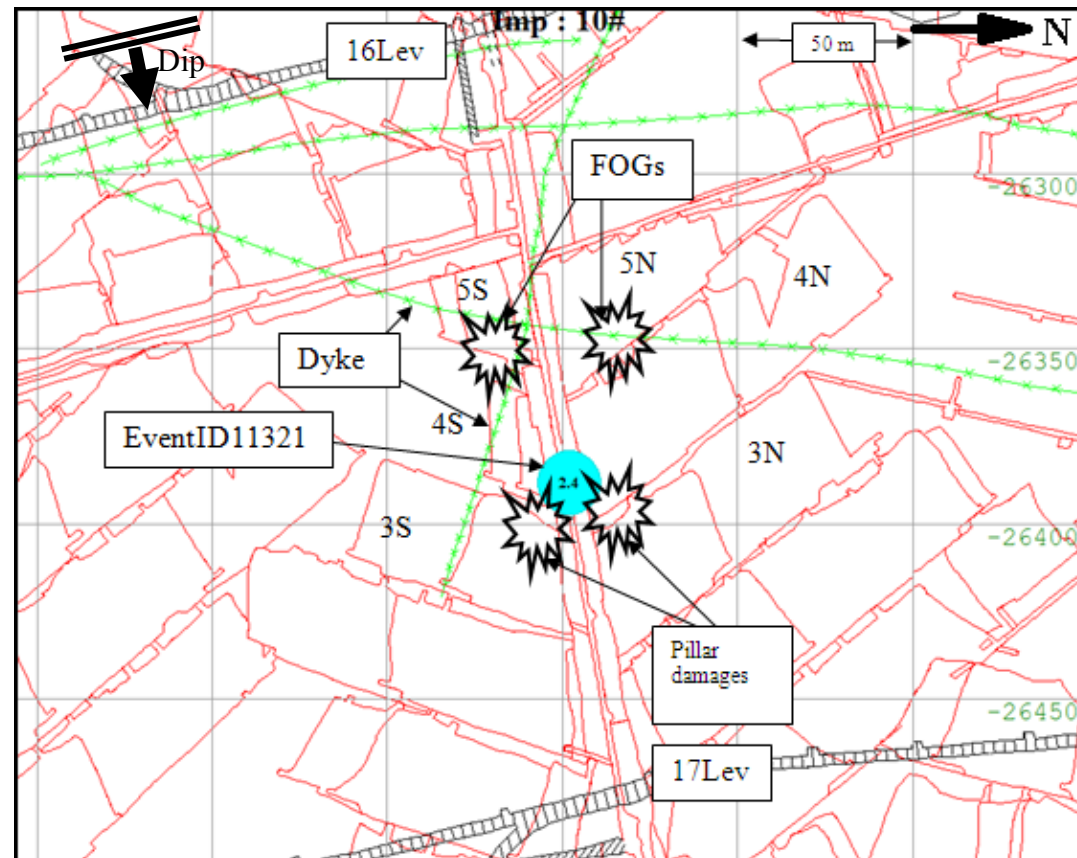 Imp : 10#
16Lev
50 m
N
Dip
FOGs
-26300
5N
4N
5S
Dyke
-26350
4S
EventID11321
3N
2.4
3S
-26400
Pillar
damages
-26450
17Lev